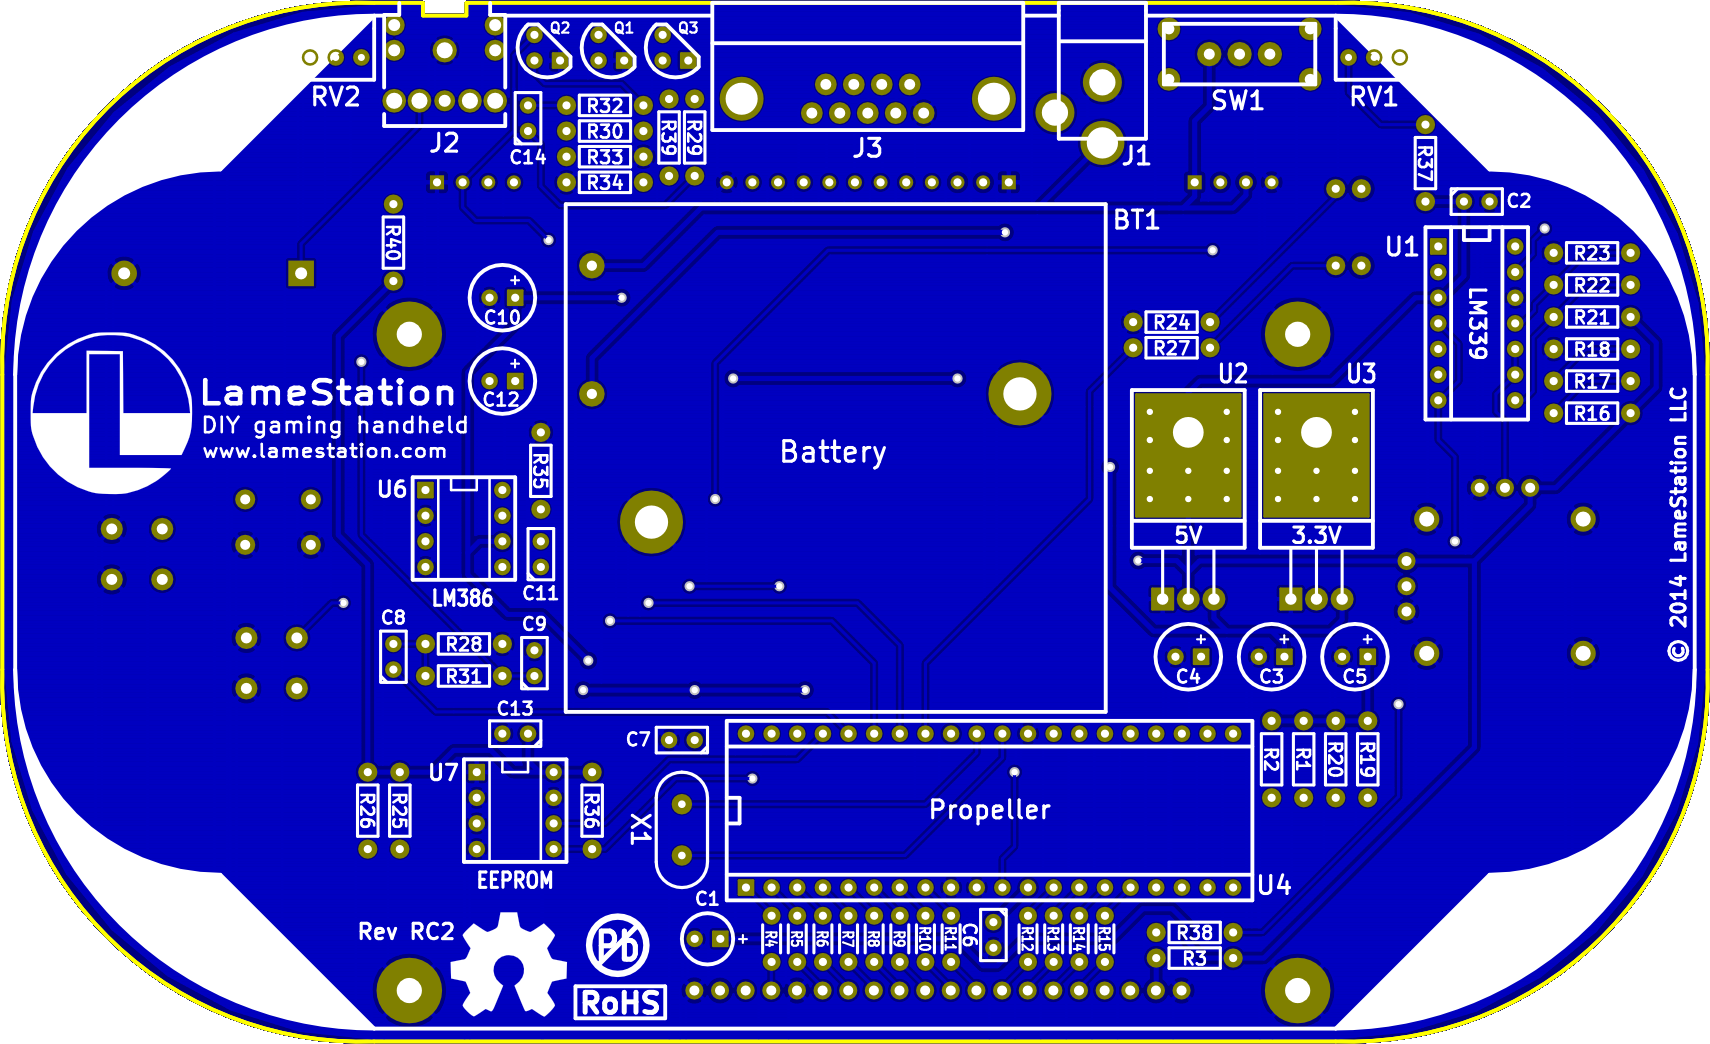 Q2
Q1
Q3
RV2
J2
C14
R32
R30
R33
R34
R39
R29
J3
J1
SW1
RV1
R37
C2
BT1
R40
U1
LM339
R23
R22
R21
R18
R17
R16
+
C10
+
C12
R24
R27
U2
U3
LameStation
DIY gaming handheld
www.lamestation.com
Battery
R35
U6
LM386
C11
5V
3.3V
© 2014 LameStation LLC
C8
R28
R31
C9
+
C4
+
C3
+
C5
C13
C7
U7
R26
R25
EEPROM
R36
X1
Propeller
U4
R2
R1
R20
R19
C1
+
Rev RC2
Pb
RoHS
R4
R5
R6
R7
R8
R9
R10
R11
C6
R12
R13
R14
R15
R38
R3